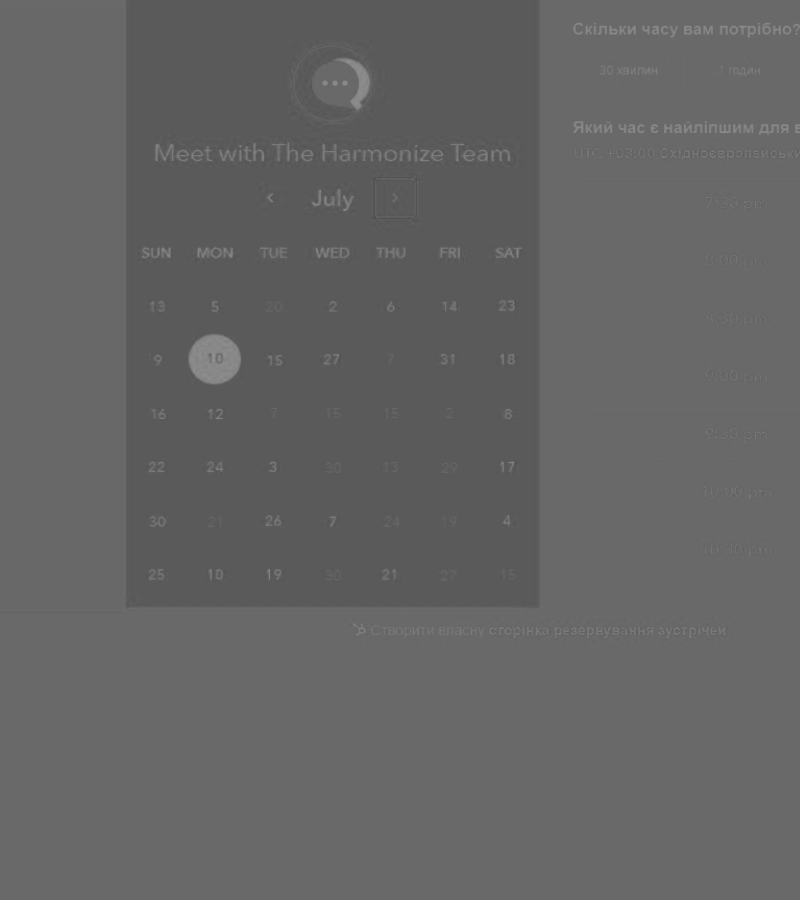 Meet with The Harmonize Team
July
SUN MON TUE WED THU FRI SAT
13 5 20 2 6 14 23
9 10 15 27 7 31 18
16 12 7 15 15 2 8
22 24 3 30 13 29 17
30 21 26 7 24 19 4
25 10 19 30 21 27 15
Скільки часу вам потрібно?
30 хвилин 1 годин
Який час є найліпшим для
UTC +03:00
7:30 pm
8:00 pm
8:30 pm
9:00 pm
9:30 pm
10:00 pm
10:30 pm
Створити власну сторінка резервування зустрічей